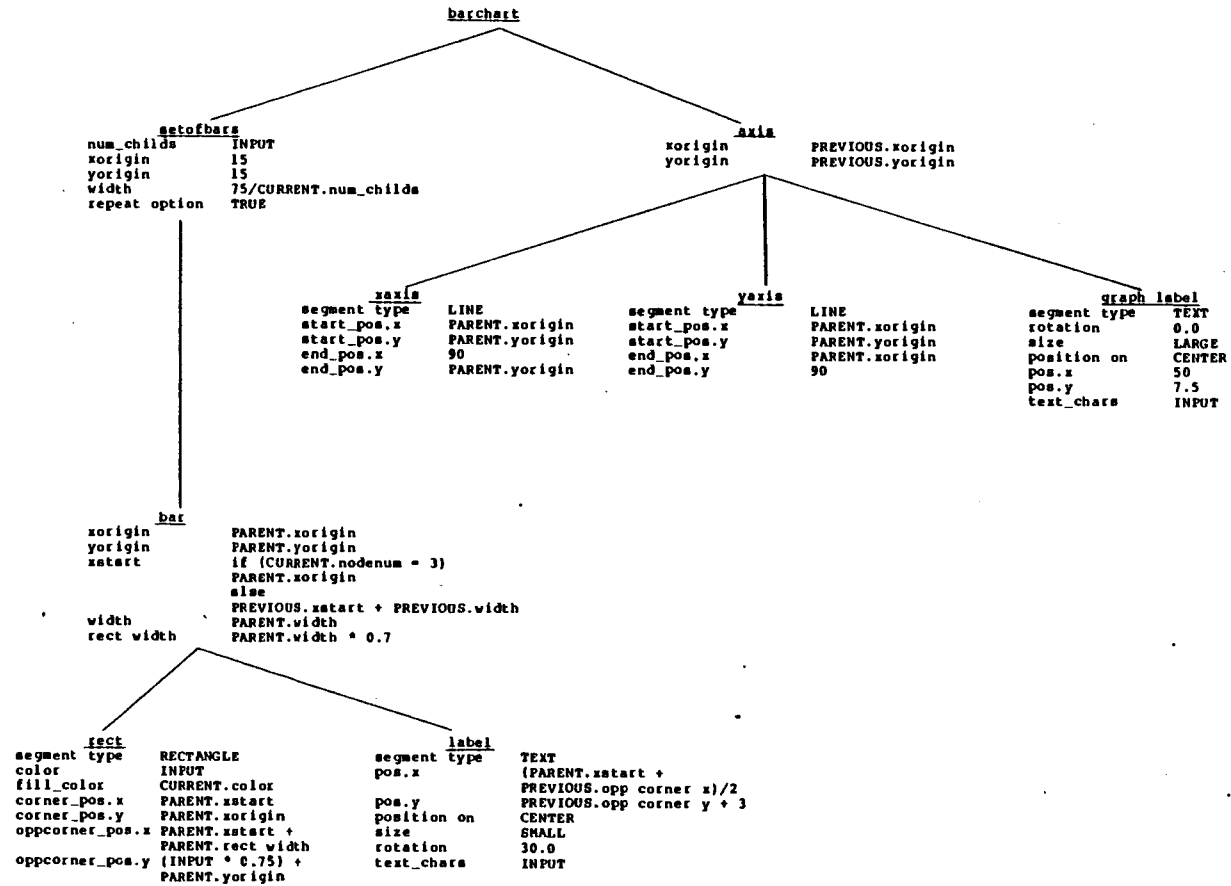 barchart
setofbars
num_childs INPUT
xorigin 15
yorigin 15
width 75/CURRENT.num_childs
repeat option TRUE
axis
xorigin PREVIOUS.xorigin
yorigin PREVIOUS.yorigin
xaxis
segment type LINE
start_pos.x PARENT.xorigin
start_pos.y PARENT.yorigin
end_pos.x 90
end_pos.y PARENT.yorigin
yaxis
segment type LINE
start_pos.x PARENT.xorigin
start_pos.y PARENT.yorigin
end_pos.x PARENT.xorigin
end_pos.y 90
graph label
segment type TEXT
rotation 0.0
size LARGE
position on CENTER
pos.x 50
pos.y 7.5
text_chars INPUT
bar
xorigin PARENT.xorigin
yorigin PARENT.yorigin
xstart if (CURRENT.nodenum = 3)
PARENT.xorigin
else
PREVIOUS.xstart + PREVIOUS.width
width PARENT.width
rect width PARENT.width * 0.7
rect
segment type RECTANGLE
color INPUT
fill_color CURRENT.color
corner_pos.x PARENT.xstart
corner_pos.y PARENT.xorigin
oppcorner_pos.x PARENT.xstart +
PARENT.rect width
oppcorner_pos.y (INPUT * 0.75) +
PARENT.yorigin
label
segment type TEXT
pos.x (PARENT.xstart +
PREVIOUS.opp corner x)/2
pos.y PREVIOUS.opp corner y + 3
position on CENTER
size SMALL
rotation 30.0
text_chars INPUT